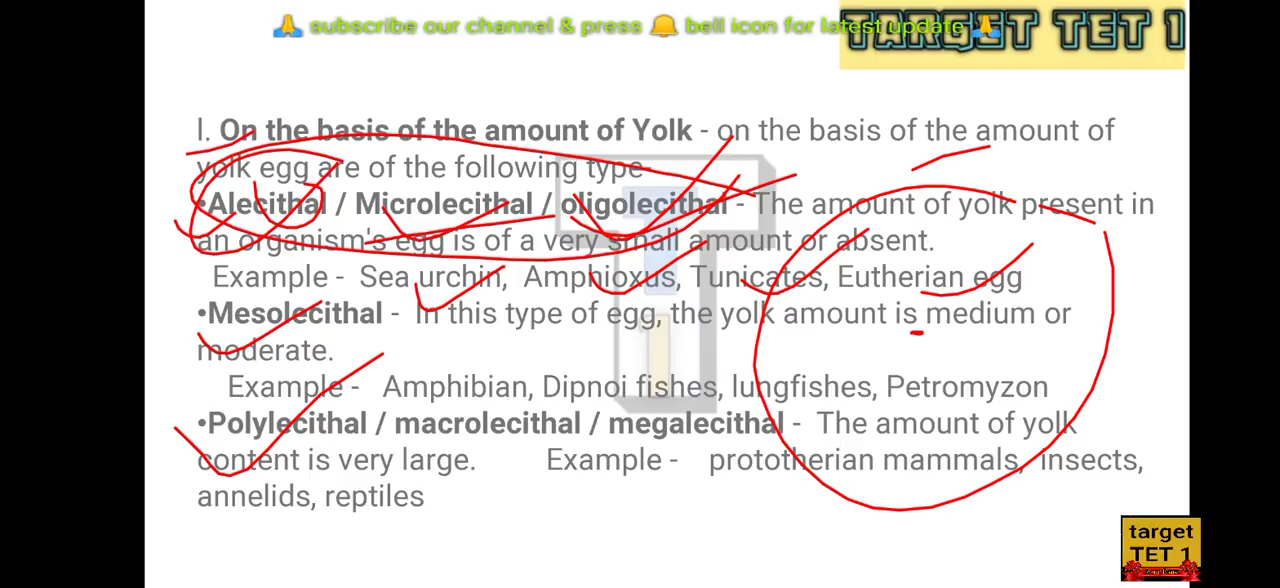 🙏 subscribe our channel & press 🔔 bell icon for latest update 🙏
TARGET TET 1
I. On the basis of the amount of Yolk - on the basis of the amount of
yolk egg are of the following type-
•Alecithal / Microlecithal / oligolecithal - The amount of yolk present in
an organism's egg is of a very small amount or absent.
Example - Sea urchin, Amphioxus, Tunicates, Eutherian egg
•Mesolecithal - In this type of egg, the yolk amount is medium or
moderate.
Example - Amphibian, Dipnoi fishes, lungfishes, Petromyzon
•Polylecithal / macrolecithal / megalecithal - The amount of yolk
content is very large. Example - prototherian mammals, insects,
annelids, reptiles
target
TET 1